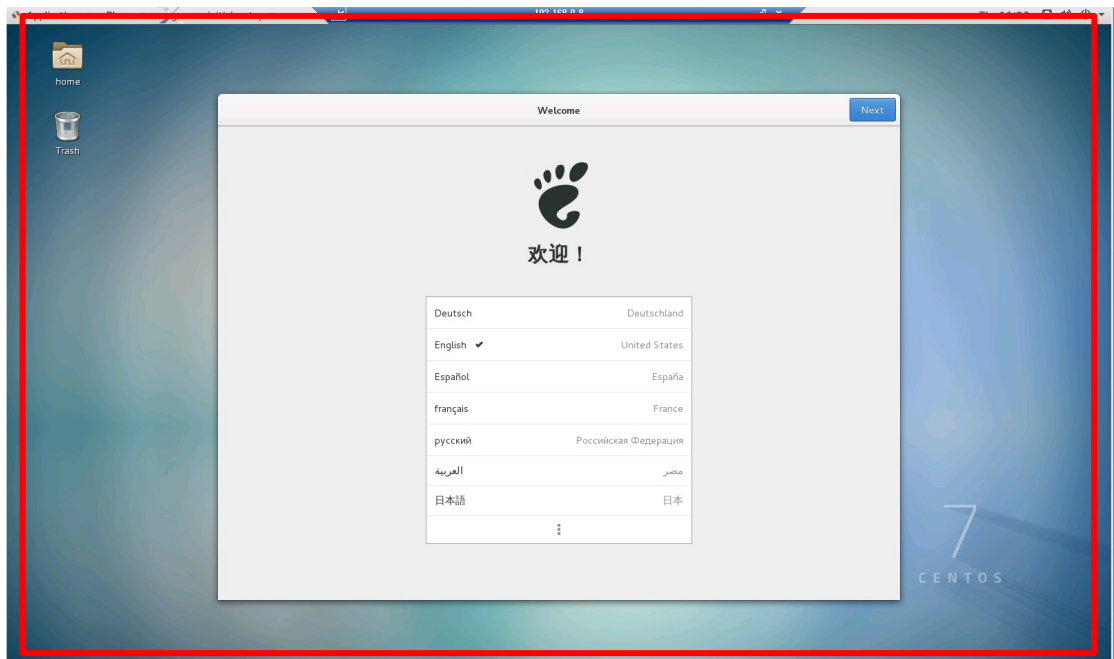 home
Trash
Welcome
Next
欢迎！
Deutsch Deutschland
English ✔ United States
Español España
français France
русский Российская Федерация
العربية مصر
日本語 日本
7
CENTOS